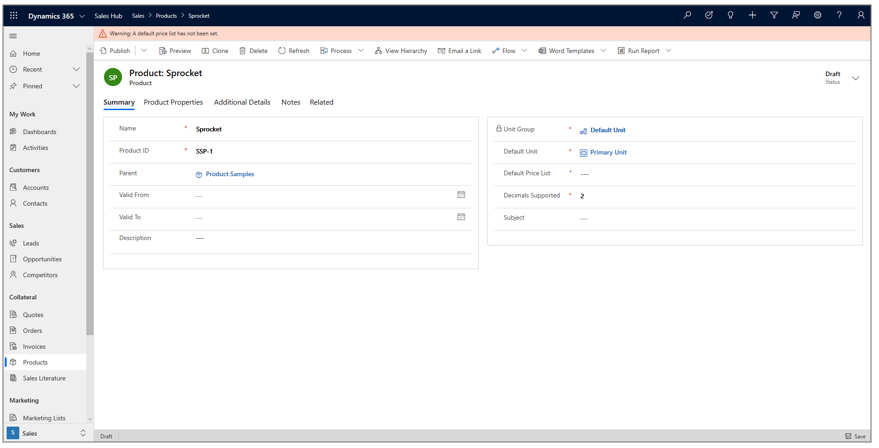 Dynamics 365 Sales Hub Sales > Products > Sprocket
Warning: A default price list has not been set.
Publish Preview Clone Delete Refresh Process View Hierarchy Email a Link Flow Word Templates Run Report
Home
Recent
Pinned
My Work
Dashboards
Activities
Customers
Accounts
Contacts
Sales
Leads
Opportunities
Competitors
Collateral
Quotes
Orders
Invoices
Products
Sales Literature
Marketing
Marketing Lists
S Sales
SP Product: Sprocket
Product
Draft
Status
Summary Product Properties Additional Details Notes Related
Name * Sprocket
Product ID * SSP-1
Parent Product Samples
Valid From ---
Valid To ---
Description ---
Unit Group * Default Unit
Default Unit * Primary Unit
Default Price List * ---
Decimals Supported * 2
Subject ---
Draft Save